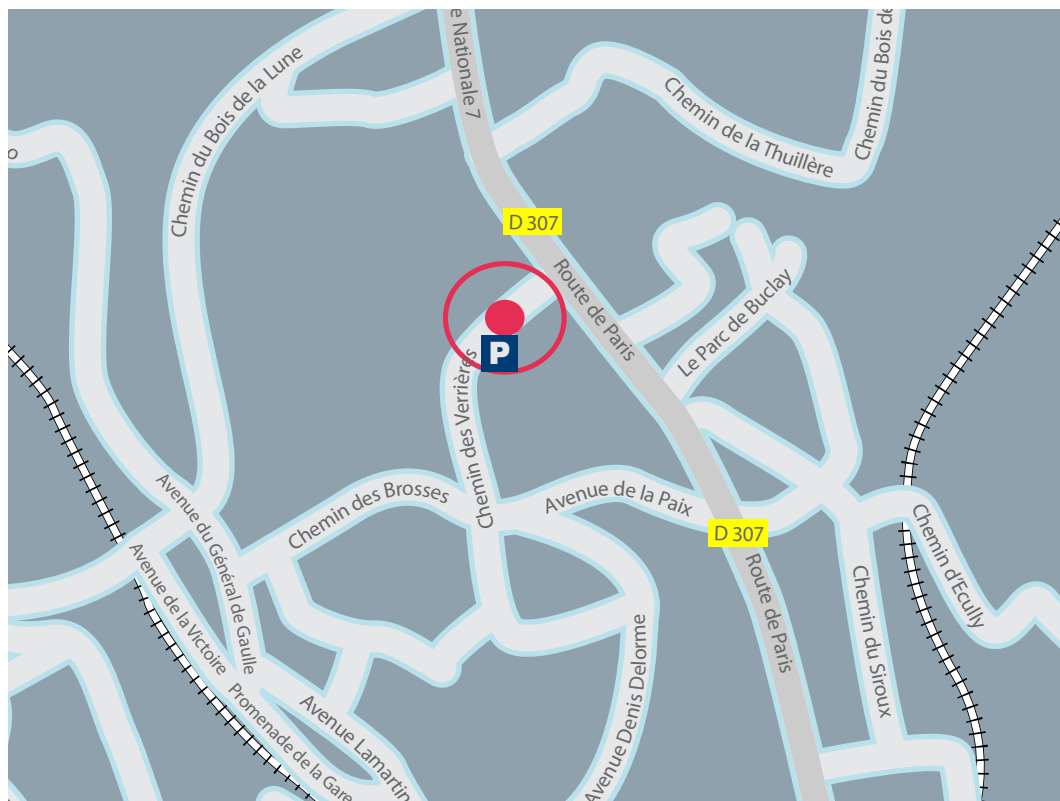 e Nationale 7
Chemin du Bois de
Chemin du Bois de la Lune
Chemin de la Thuillère
o
D 307
Route de Paris
Le Parc de Buclay
P
Chemin des Verrières
Chemin des Brosses
Avenue de la Paix
Avenue du Général de Gaulle
D 307
Route de Paris
Chemin d'Ecully
Chemin du Siroux
Avenue de la Victoire
Avenue Denis Delorme
Promenade de la Gare
Avenue Lamartin